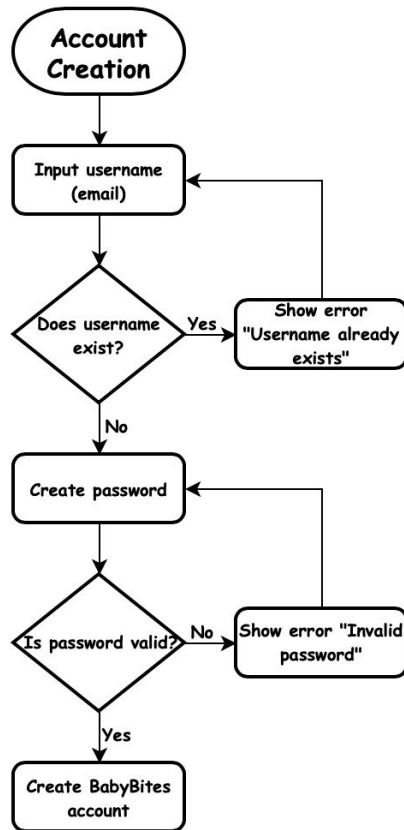 Account
Creation
Input username
(email)
Does username
exist?
Yes
Show error
"Username already
exists"
No
Create password
Is password valid?
No
Show error "Invalid
password"
Yes
Create BabyBites
account